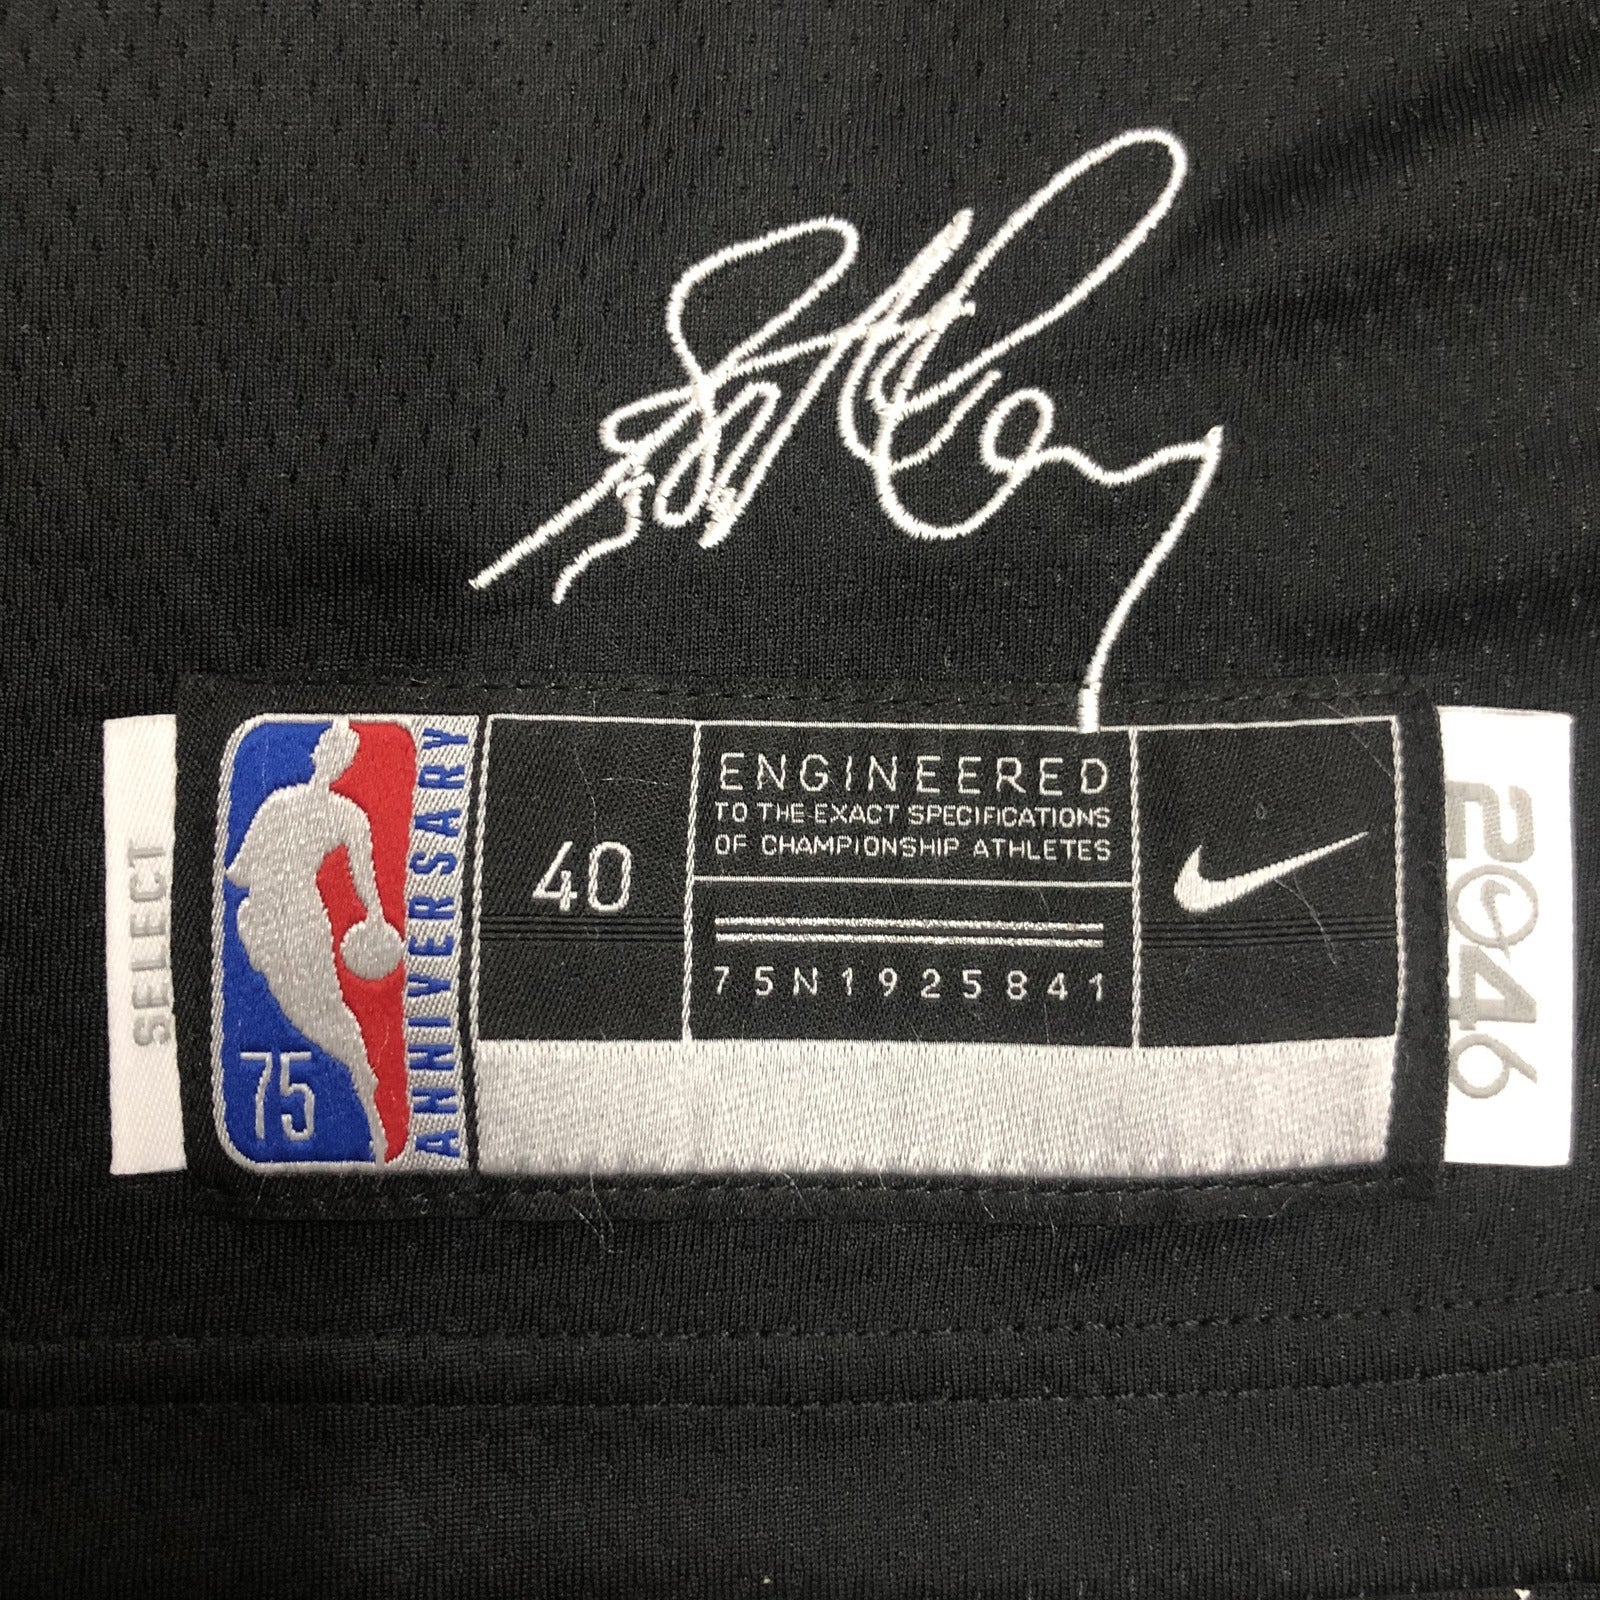 SELECT
75
ANNIVERSARY
40
ENGINEERED
TO THE EXACT SPECIFICATIONS
OF CHAMPIONSHIP ATHLETES
75N1925841
2046